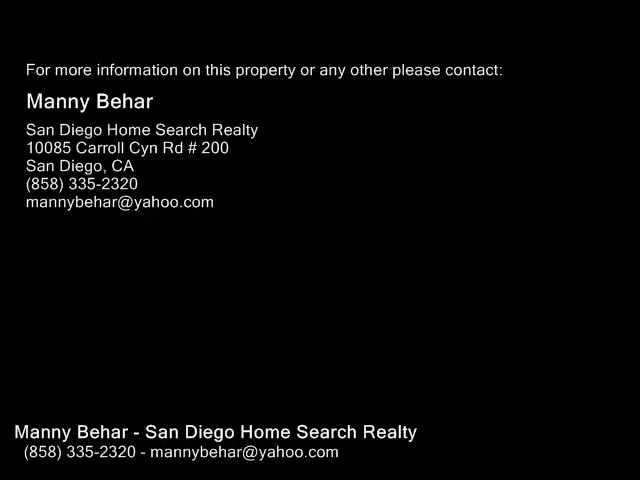 For more information on this property or any other please contact:
Manny Behar
San Diego Home Search Realty
10085 Carroll Cyn Rd # 200
San Diego, CA
(858) 335-2320
mannybehar@yahoo.com
Manny Behar - San Diego Home Search Realty
(858) 335-2320 - mannybehar@yahoo.com